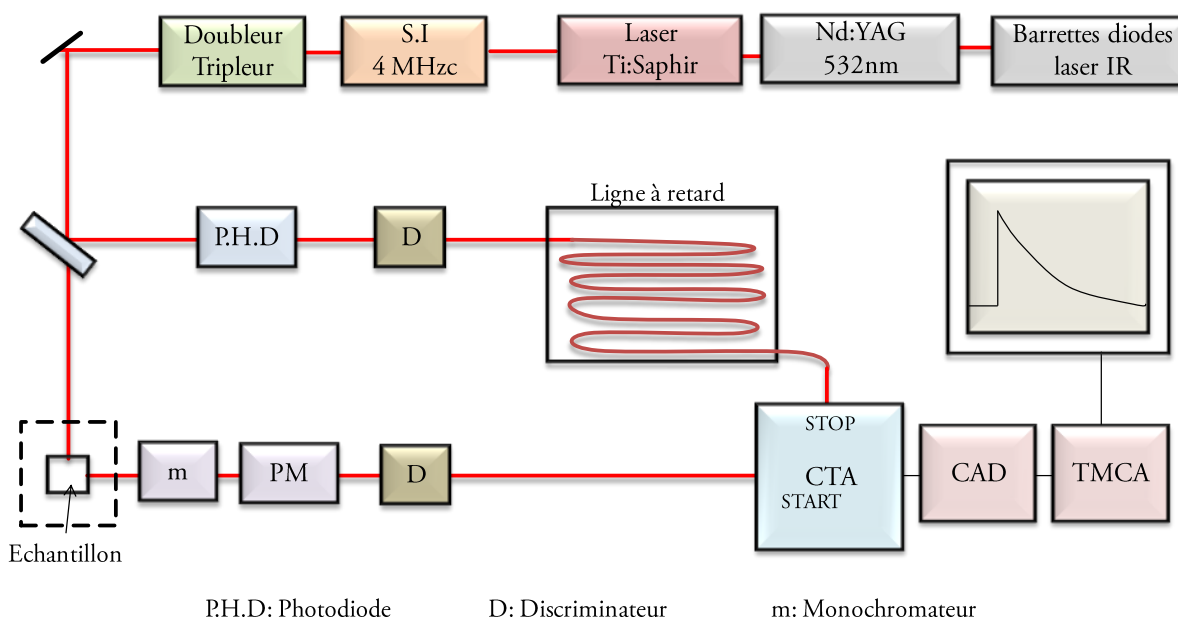 Doubleur
Tripleur
S.I
4 MHzc
Laser
Ti:Saphir
Nd:YAG
532nm
Barrettes diodes
laser IR
Ligne à retard
P.H.D
D
STOP
CTA
START
CAD
TMCA
m
PM
D
Echantillon
P.H.D: Photodiode
D: Discriminateur
m: Monochromateur